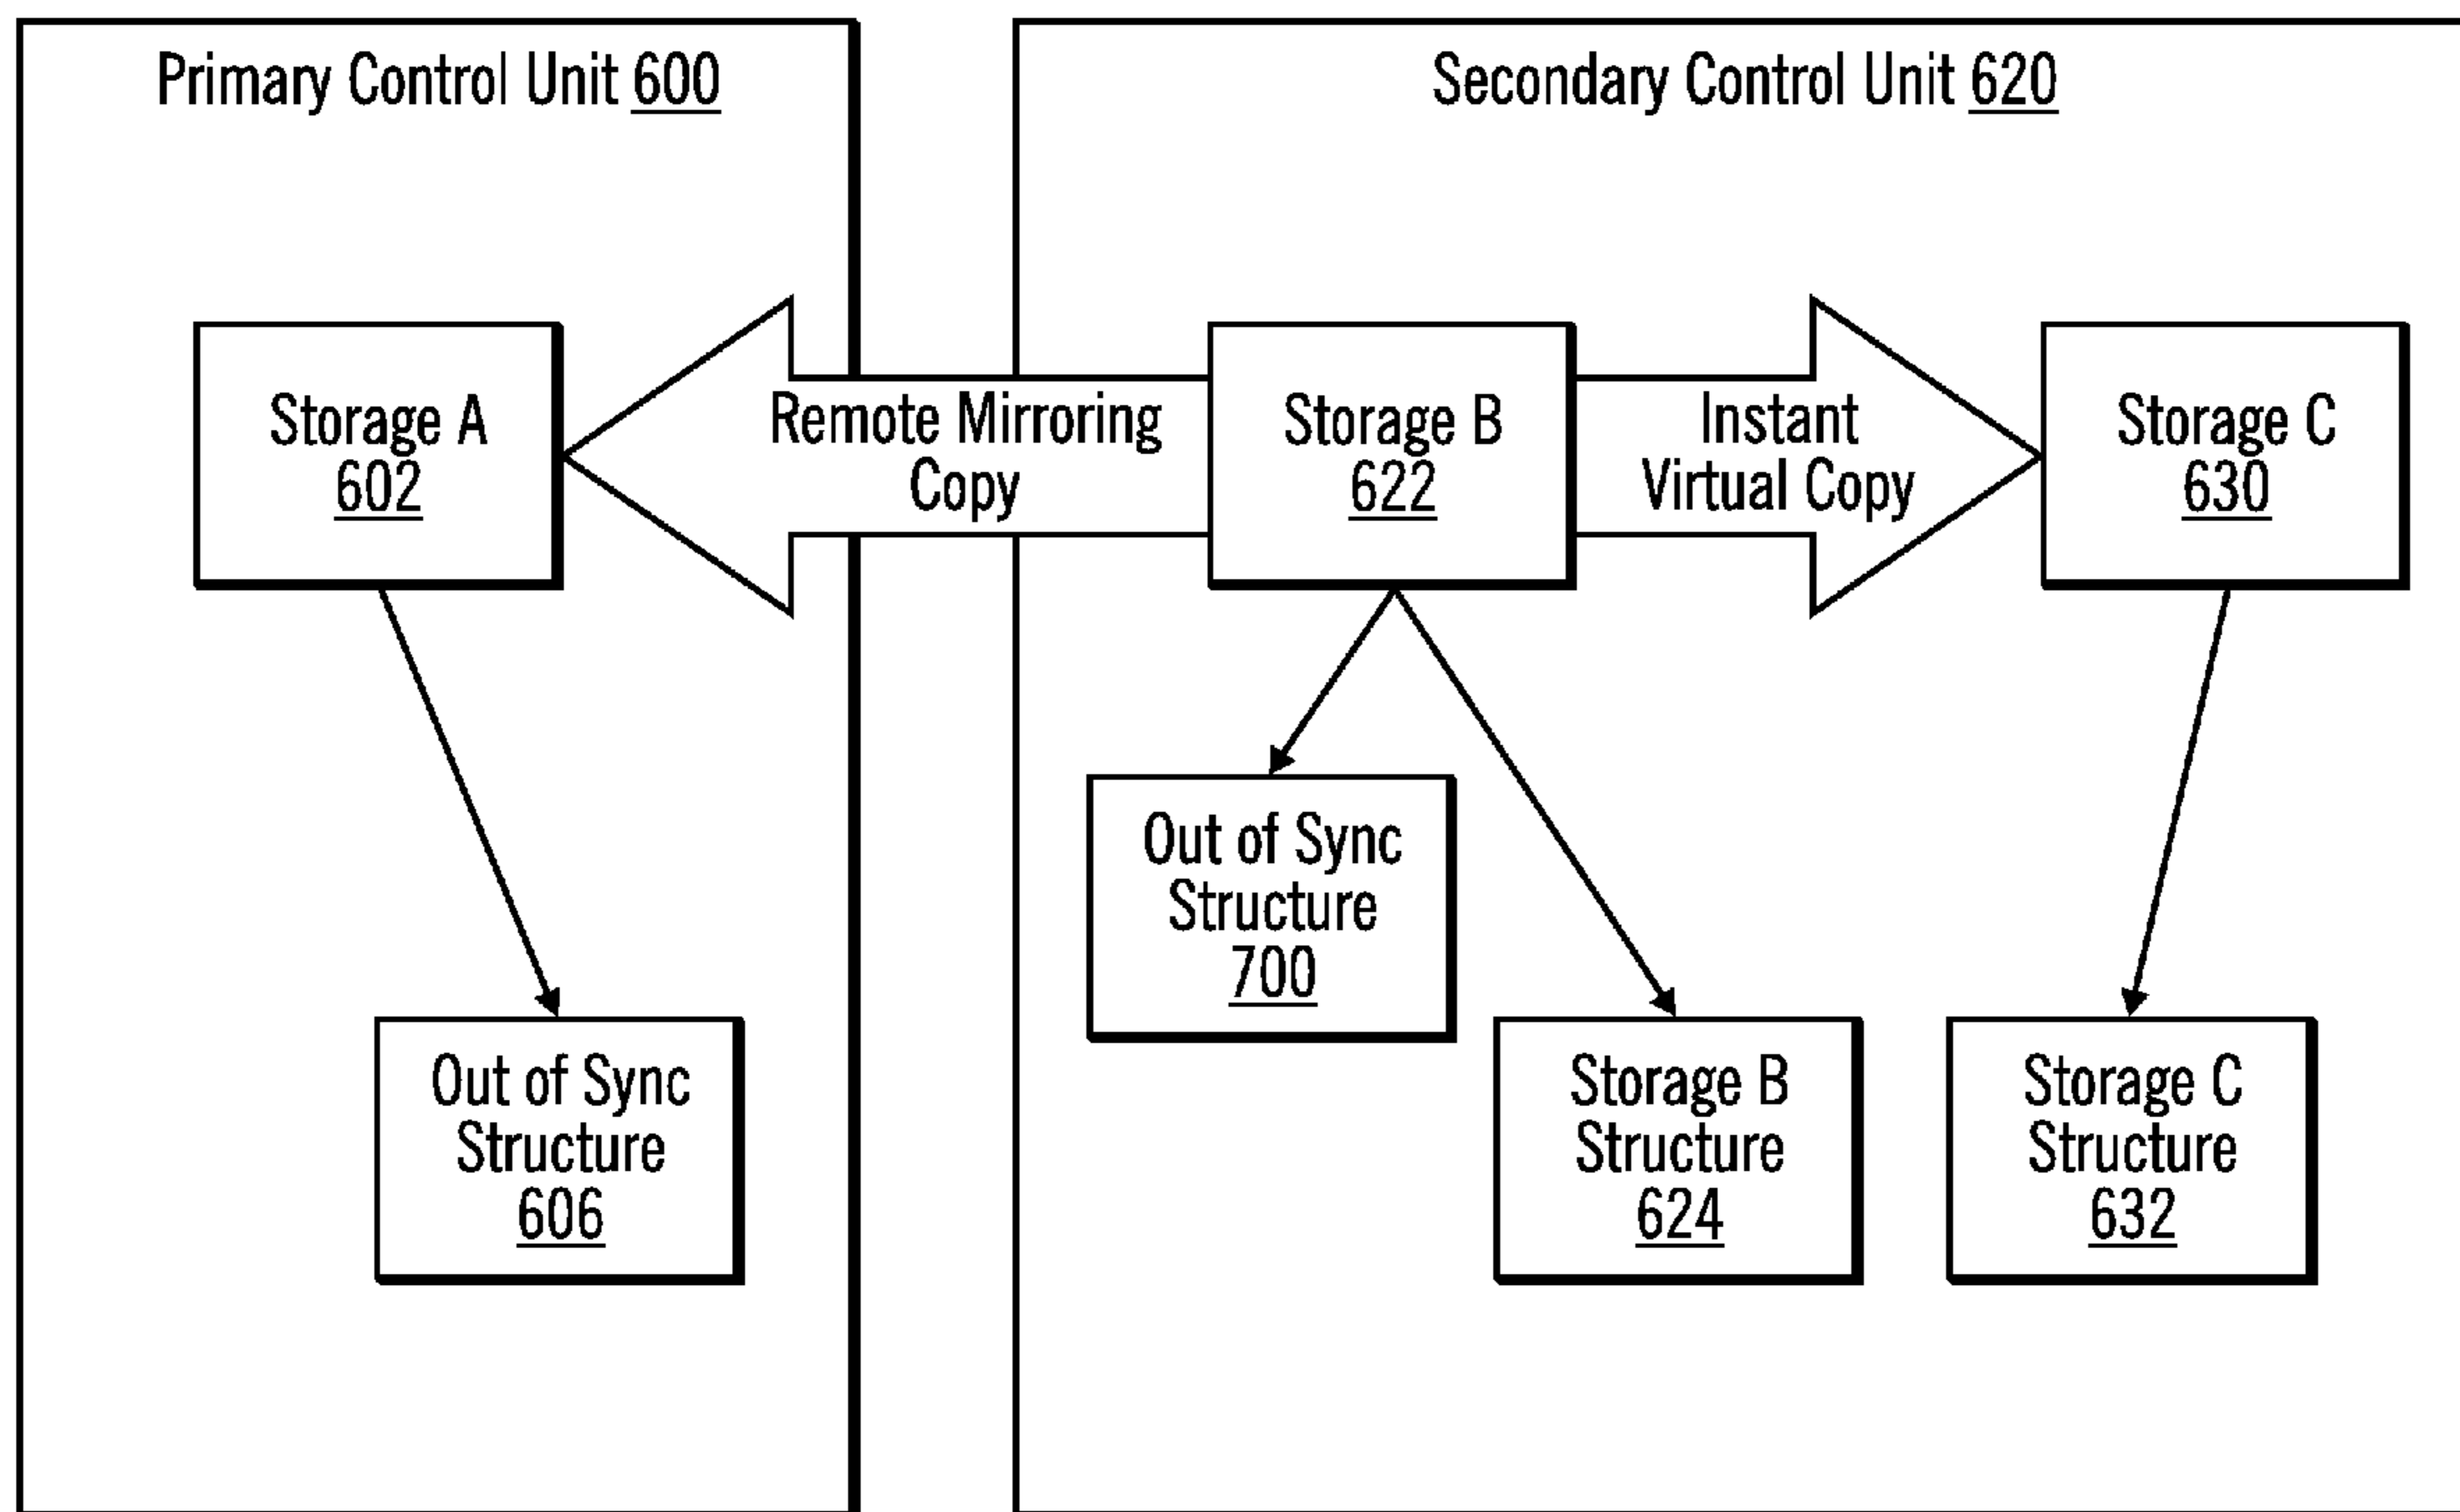 Primary Control Unit 600
Secondary Control Unit 620
Storage A
602
Remote Mirroring
Copy
Storage B
622
Instant
Virtual Copy
Storage C
630
Out of Sync
Structure
700
Out of Sync
Structure
606
Storage B
Structure
624
Storage C
Structure
632